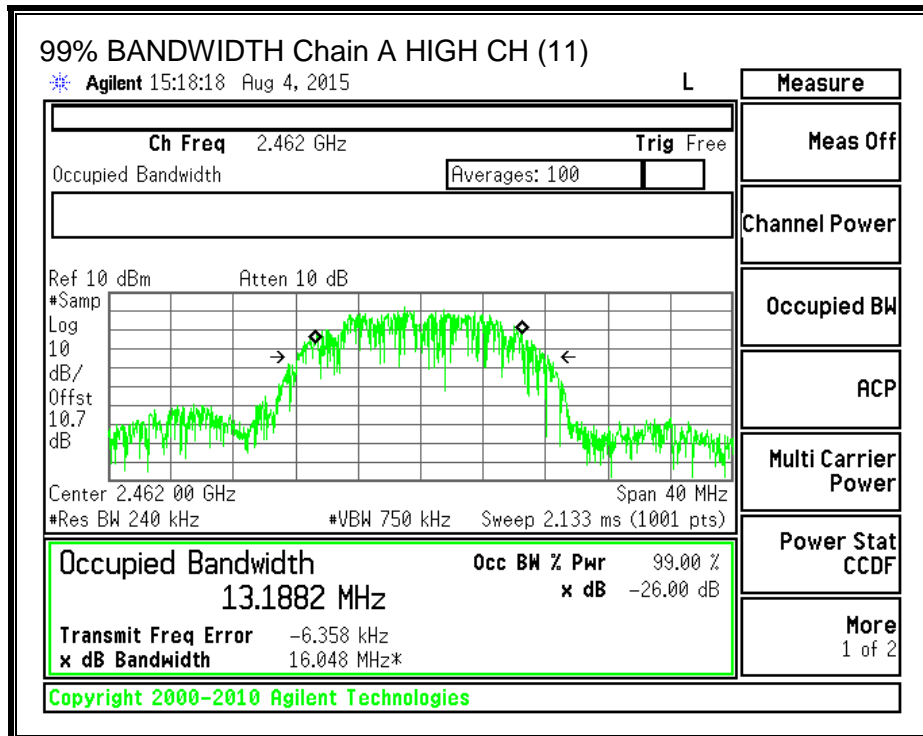 99% BANDWIDTH Chain A HIGH CH (11)
Agilent 15:18:18 Aug 4, 2015 L
Measure
Ch Freq 2.462 GHz Trig Free
Occupied Bandwidth Averages: 100
Meas Off
Channel Power
Occupied BW
ACP
Multi Carrier
Power
Power Stat
CCDF
More
1 of 2
Ref 10 dBm Atten 10 dB
#Samp
Log
10
dB/
Offst
10.7
dB
Center 2.462 00 GHz Span 40 MHz
#Res BW 240 kHz #VBW 750 kHz Sweep 2.133 ms (1001 pts)
Occupied Bandwidth Occ BW % Pwr 99.00 %
13.1882 MHz x dB -26.00 dB
Transmit Freq Error -6.358 kHz
x dB Bandwidth 16.048 MHz*
Copyright 2000-2010 Agilent Technologies